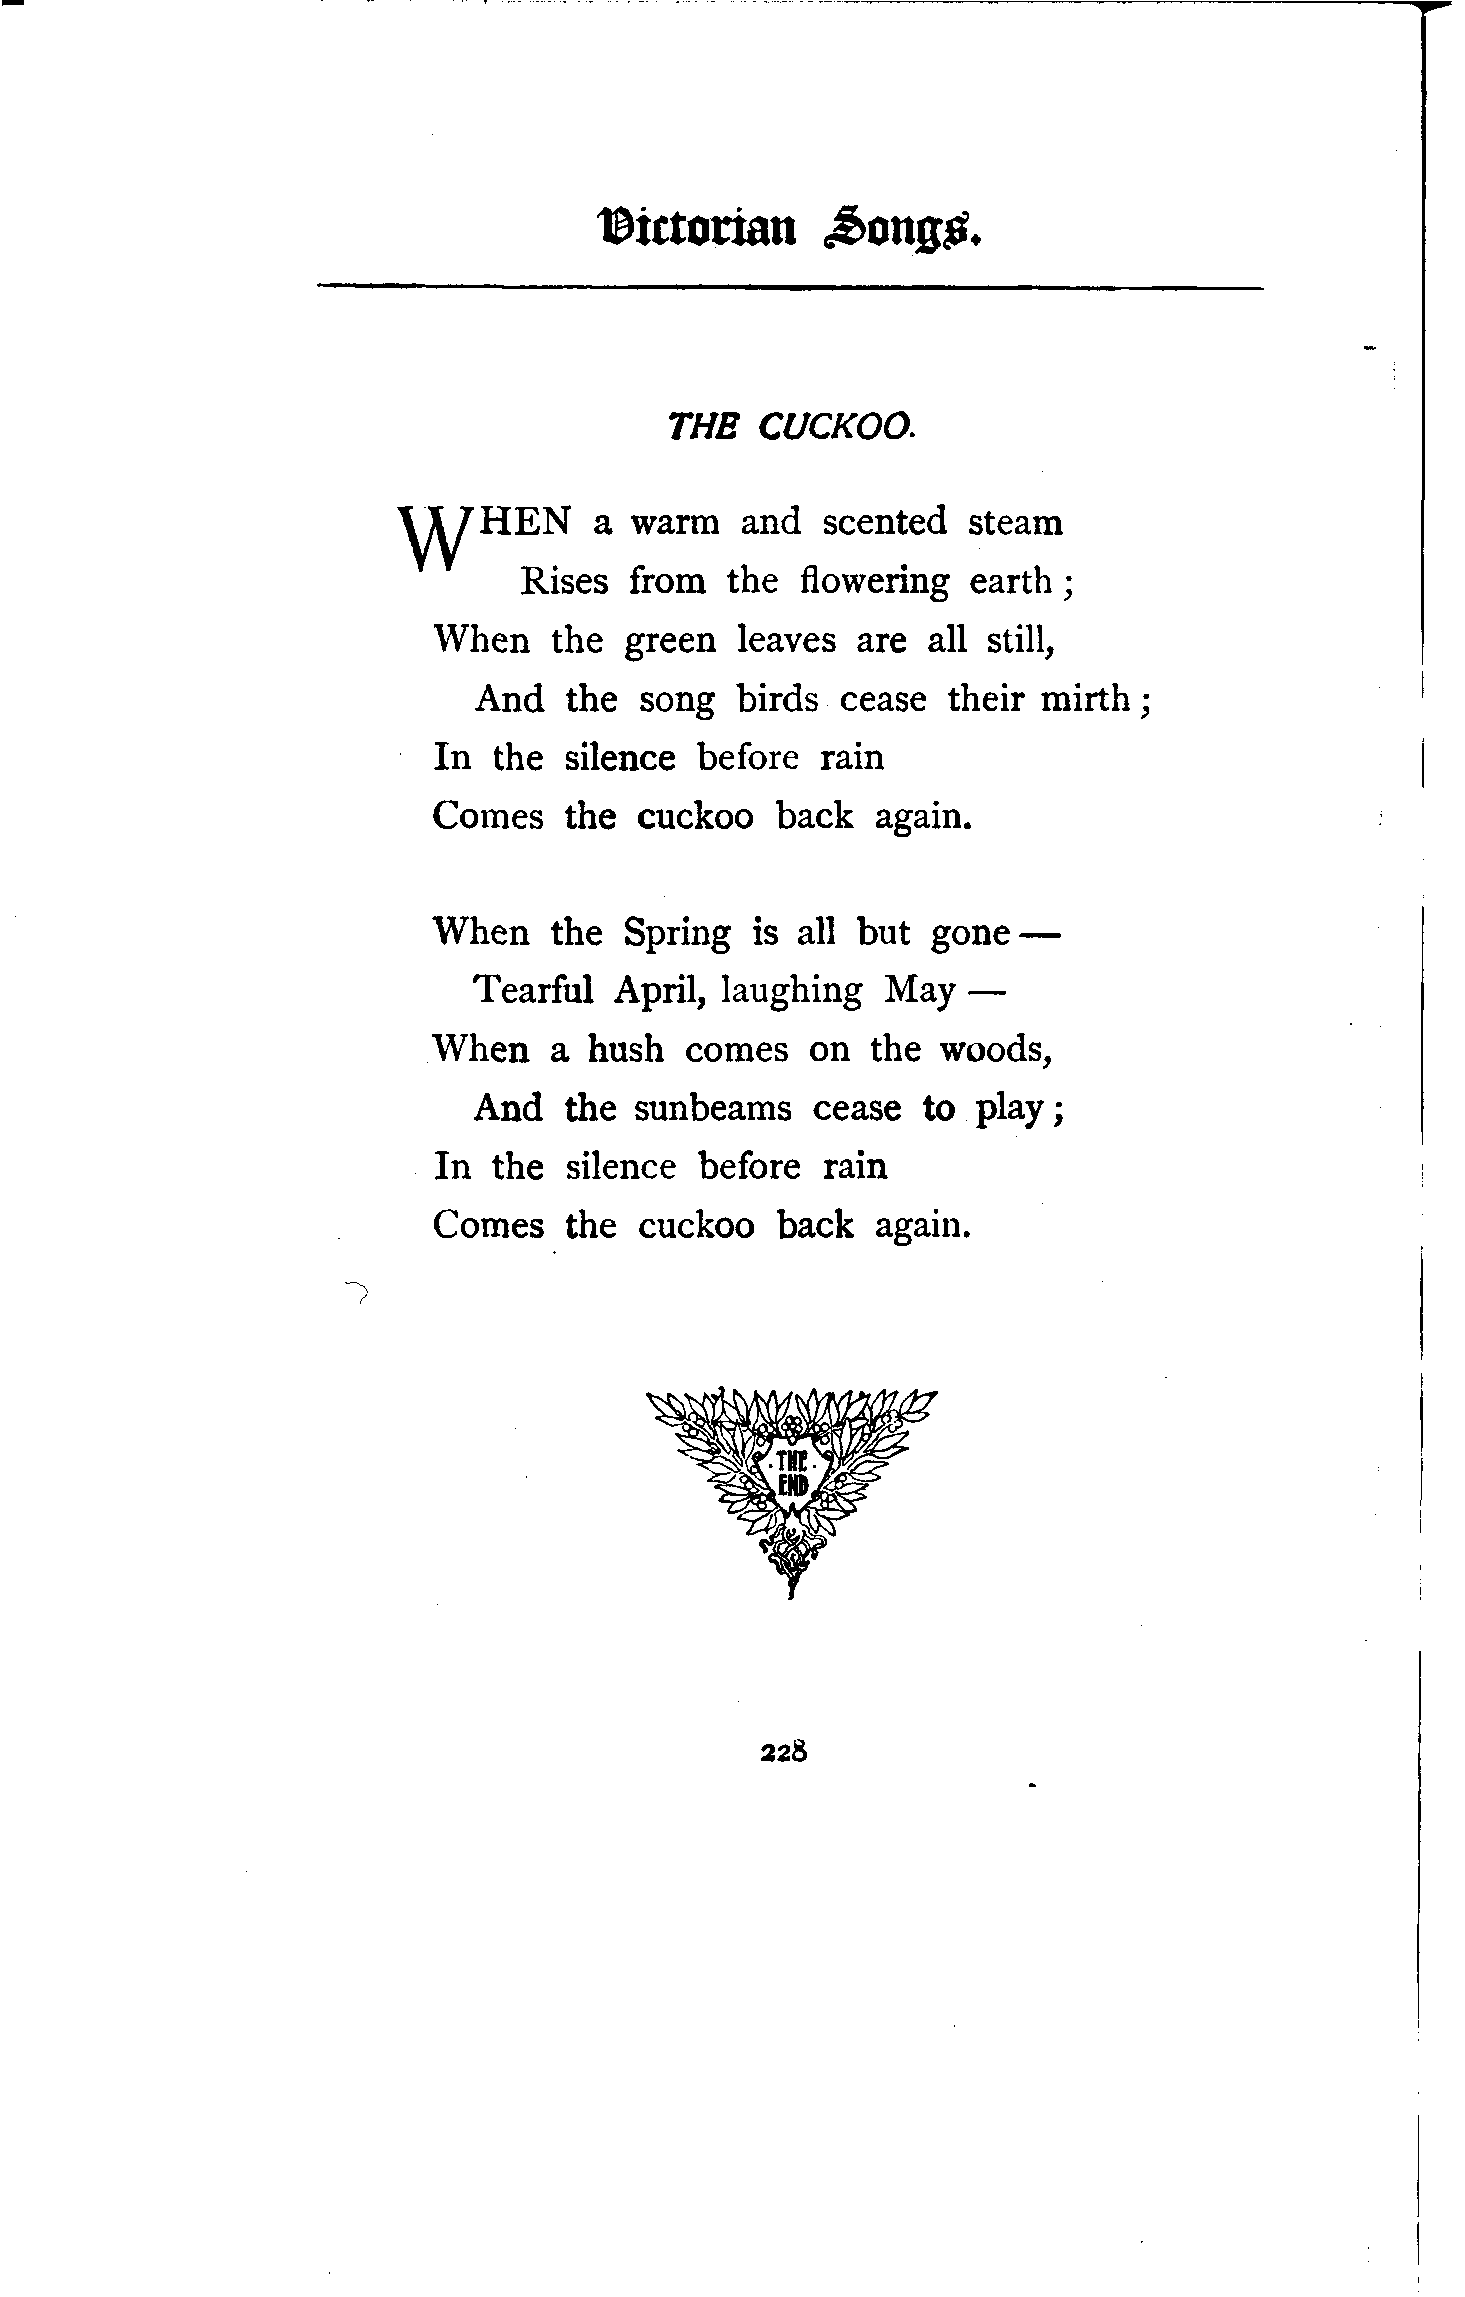 Victorian Songs.
THE CUCKOO.
WHEN a warm and scented steam
Rises from the flowering earth ;
When the green leaves are all still,
And the song birds cease their mirth ;
In the silence before rain
Comes the cuckoo back again.
When the Spring is all but gone —
Tearful April, laughing May —
When a hush comes on the woods,
And the sunbeams cease to play ;
In the silence before rain
Comes the cuckoo back again.
· THE ·
END
228